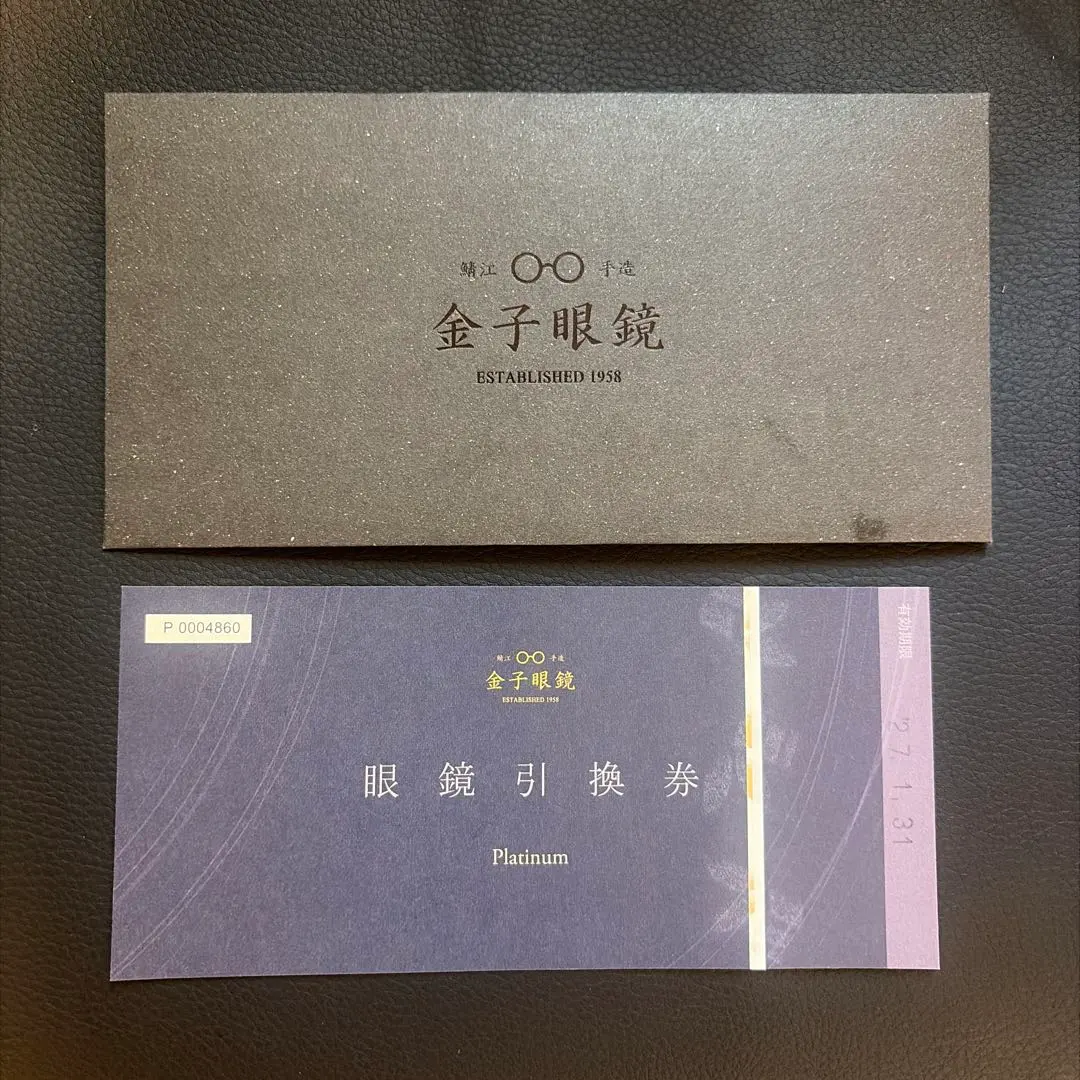 鯖江 手造
金子眼鏡
ESTABLISHED 1958
P 0004860
鯖江 手造
金子眼鏡
ESTABLISHED 1958
眼鏡引換券
Platinum
有効期限
'27.1.31